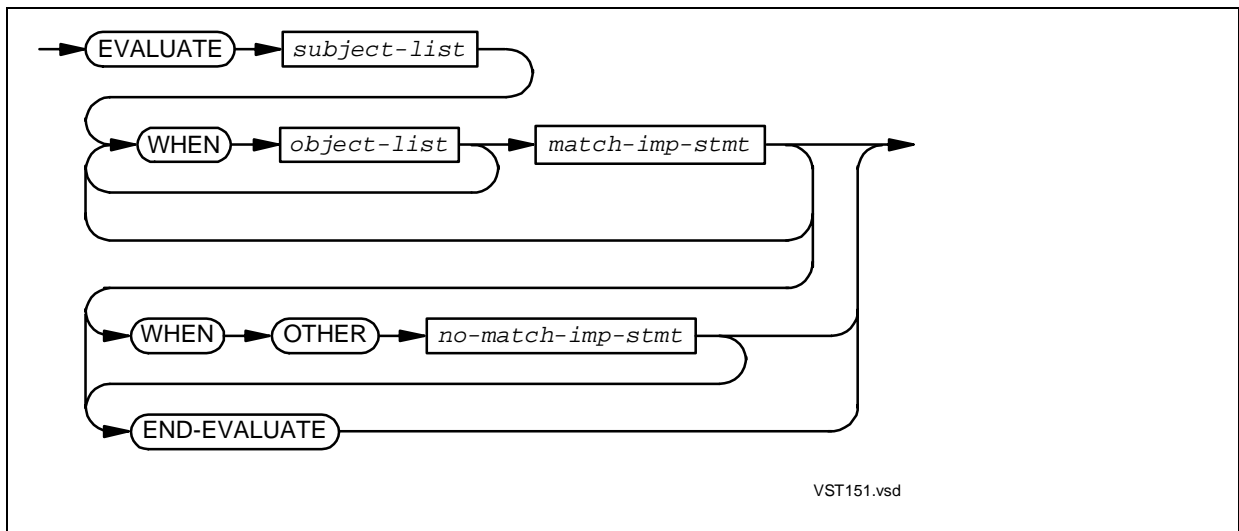 EVALUATE subject-list
WHEN object-list match-imp-stmt
WHEN OTHER no-match-imp-stmt
END-EVALUATE
VST151.vsd